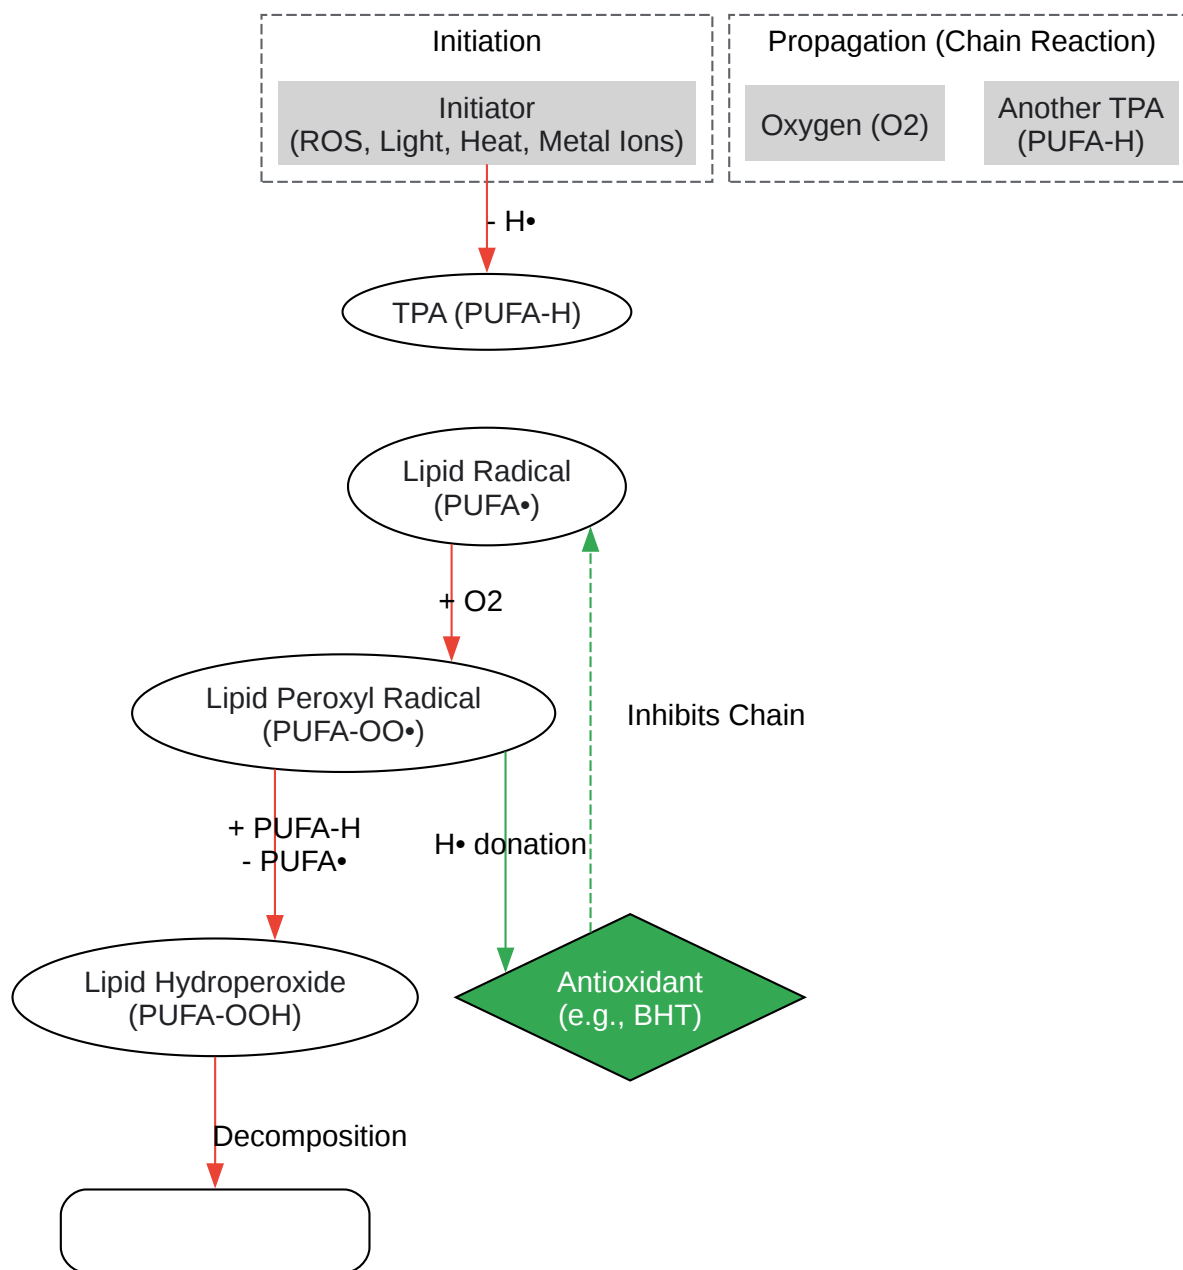 Initiation
Propagation (Chain Reaction)
Initiator
(ROS, Light, Heat, Metal Ions)
Oxygen (O2)
Another TPA
(PUFA-H)
- H•
TPA (PUFA-H)
Lipid Radical
(PUFA•)
+ O2
Lipid Peroxyl Radical
(PUFA-OO•)
Inhibits Chain
+ PUFA-H
- PUFA•
H• donation
Lipid Hydroperoxide
(PUFA-OOH)
Antioxidant
(e.g., BHT)
Decomposition